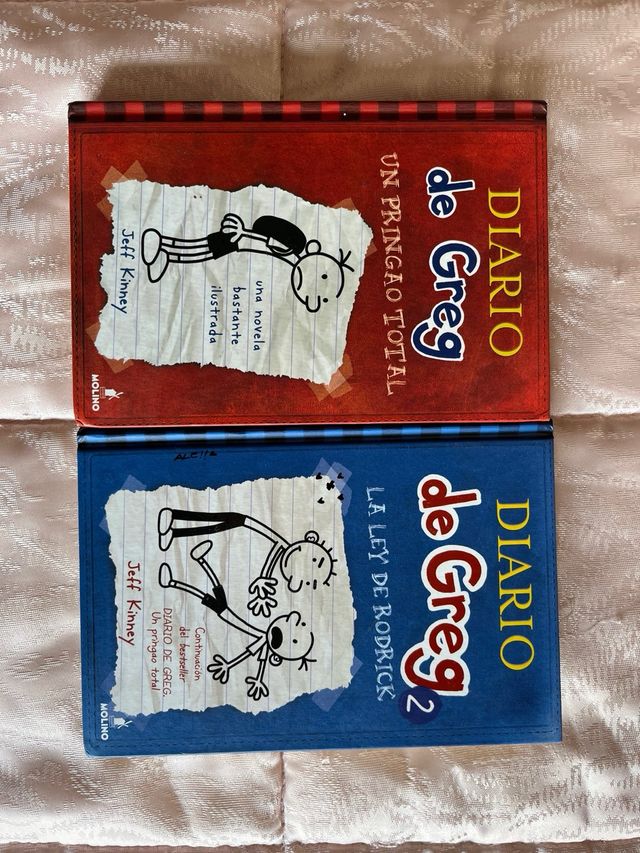 DIARIO
de Greg
UN PRINGAO TOTAL
una novela
bastante
ilustrada
Jeff Kinney
MOLINO
DIARIO
de Greg
2
LA LEY DE RODRICK
Continuación
del bestseller
DIARIO DE GREG.
Un pringao total
Jeff Kinney
MOLINO